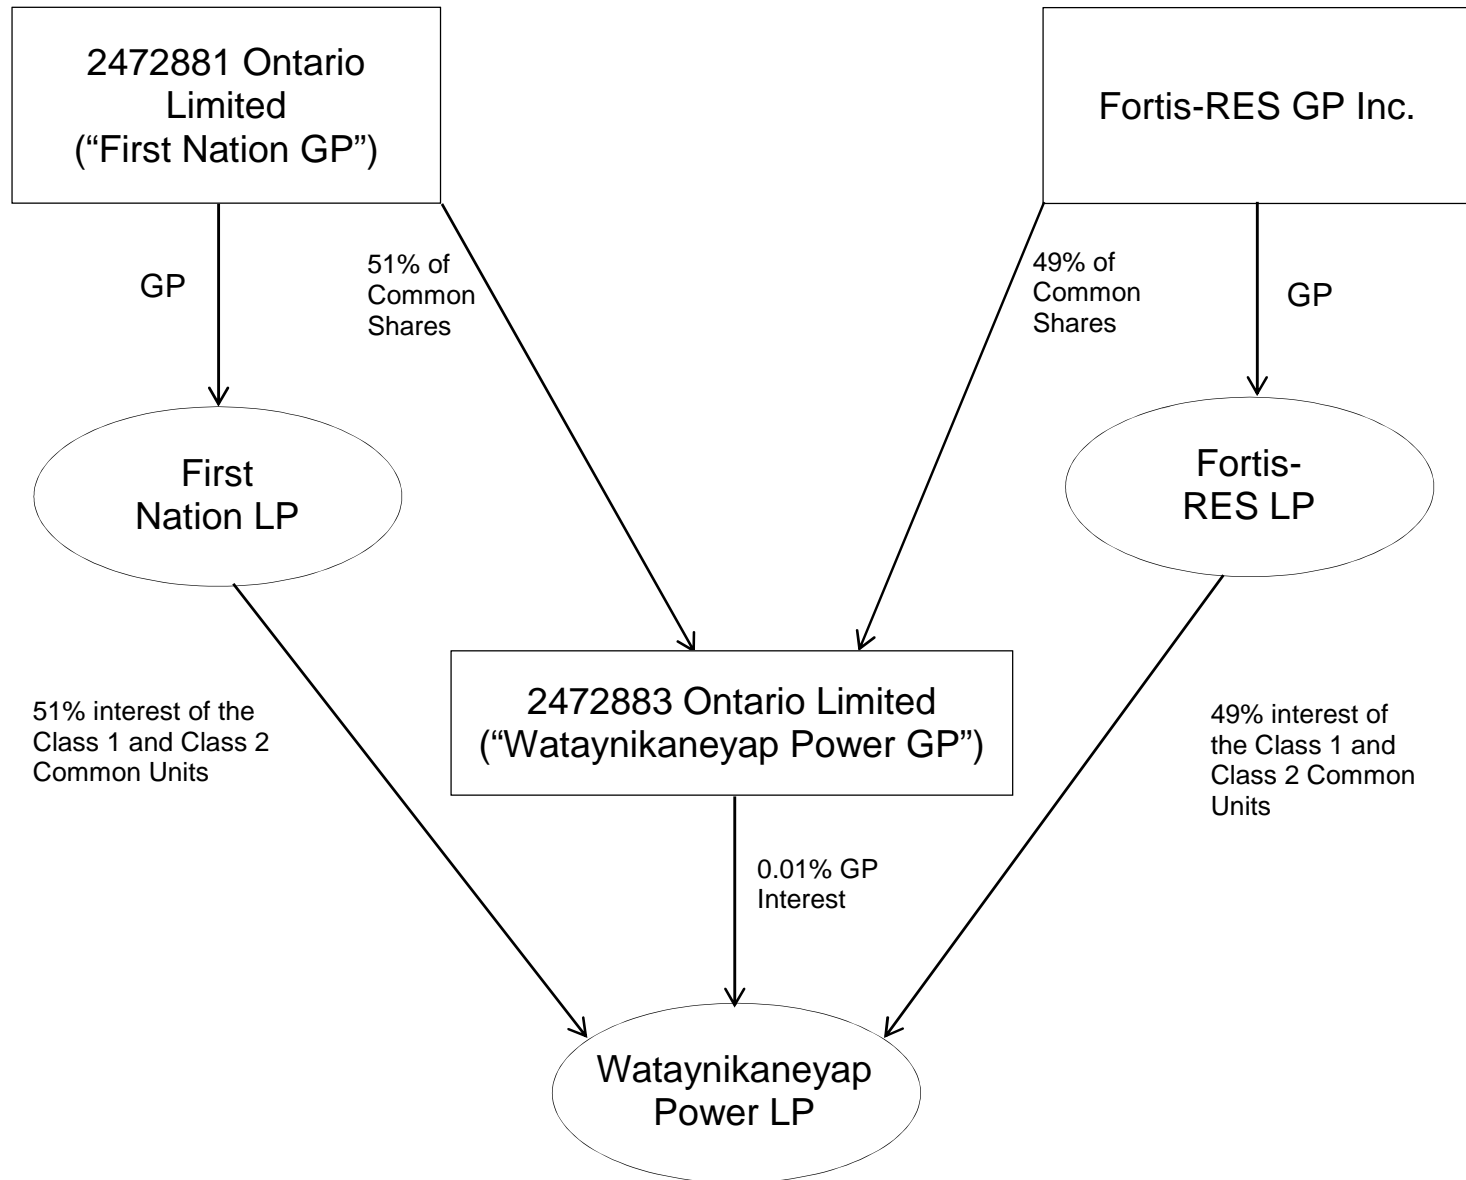 2472881 Ontario
Limited
(“First Nation GP”)
Fortis-RES GP Inc.
GP
51% of
Common
Shares
49% of
Common
Shares
GP
First
Nation LP
Fortis-
RES LP
2472883 Ontario Limited
(“Wataynikaneyap Power GP”)
51% interest of the
Class 1 and Class 2
Common Units
49% interest of
the Class 1 and
Class 2 Common
Units
0.01% GP
Interest
Wataynikaneyap
Power LP